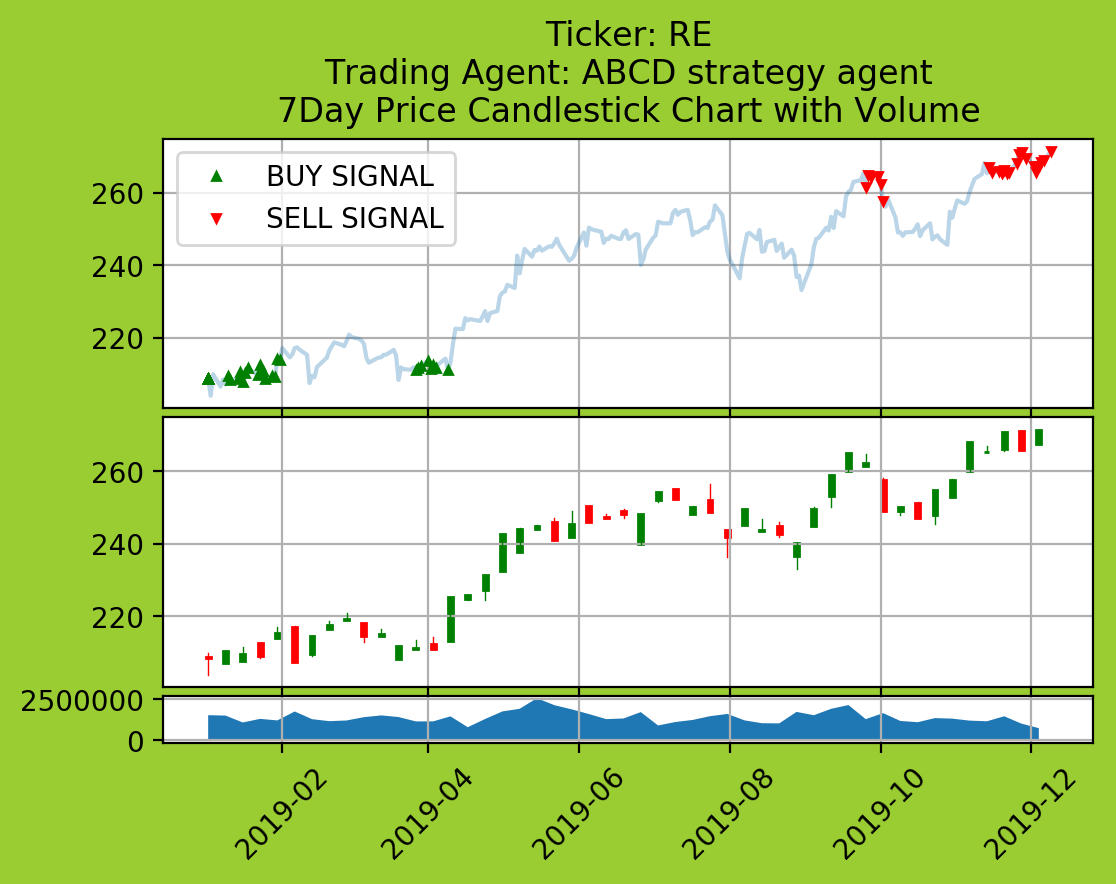 Ticker: RE
Trading Agent: ABCD strategy agent
7Day Price Candlestick Chart with Volume
BUY SIGNAL
SELL SIGNAL
260
240
220
260
240
220
2500000
0
2019-02
2019-04
2019-06
2019-08
2019-10
2019-12